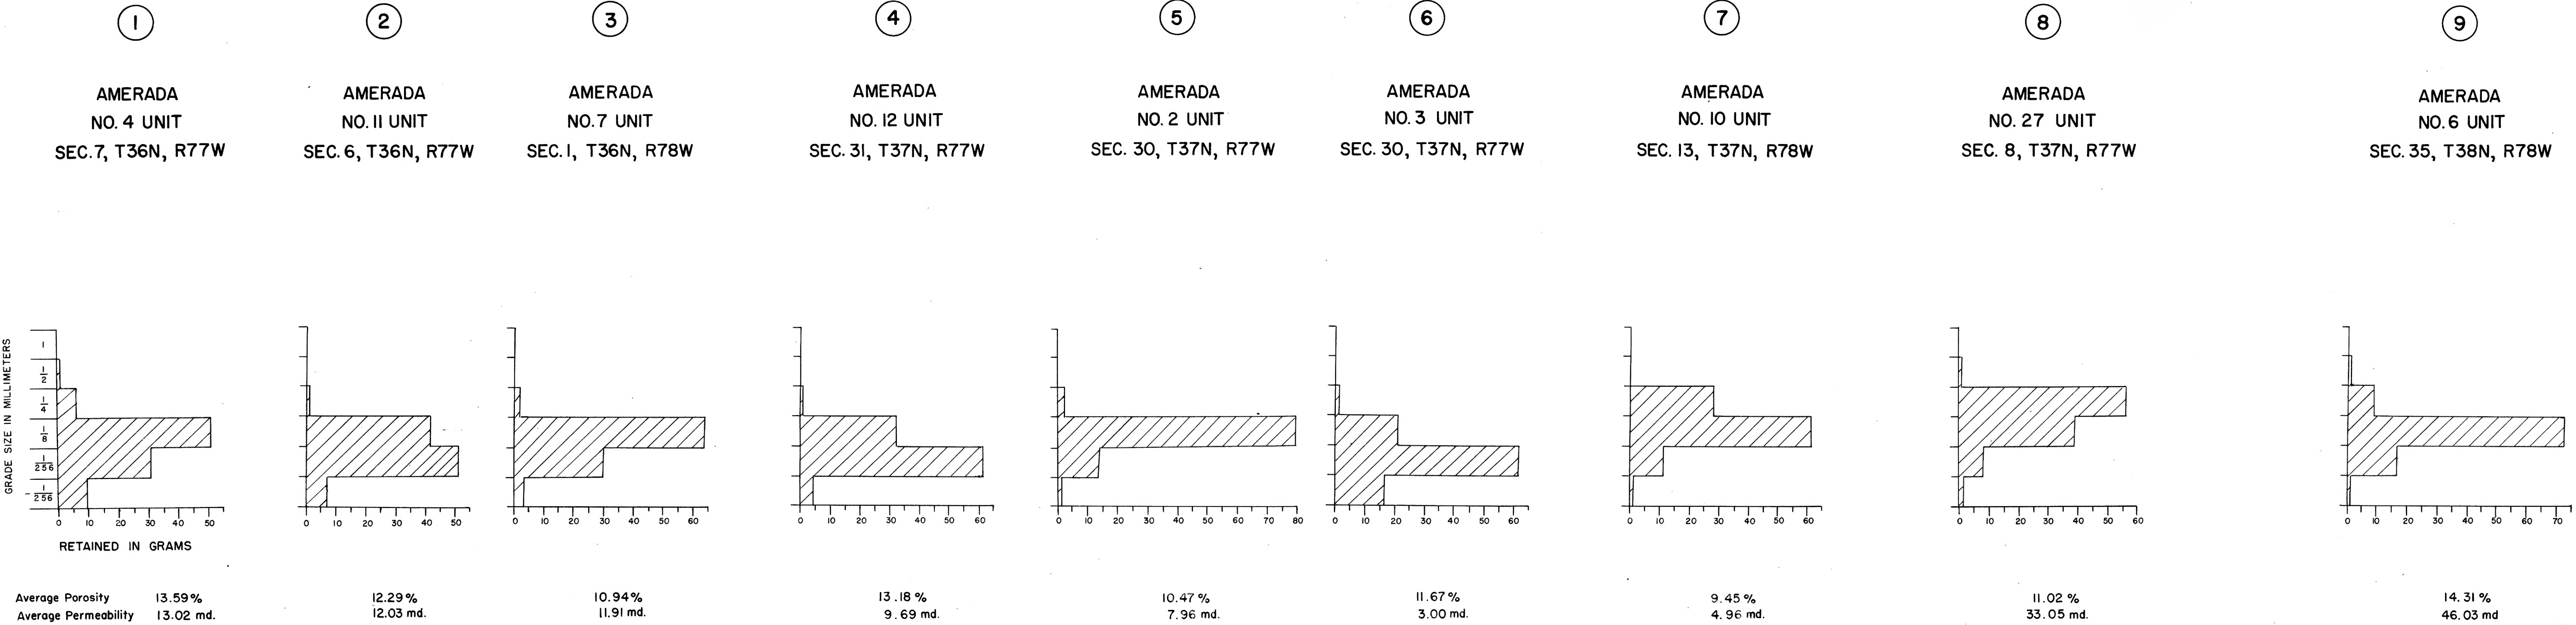 1 2 3 4 5 6 7 8 9
AMERADA AMERADA AMERADA AMERADA AMERADA AMERADA AMERADA AMERADA AMERADA
NO. 4 UNIT NO. 11 UNIT NO. 7 UNIT NO. 12 UNIT NO. 2 UNIT NO. 3 UNIT NO. 10 UNIT NO. 27 UNIT NO. 6 UNIT
SEC. 7, T36N, R77W SEC. 6, T36N, R77W SEC. 1, T36N, R78W SEC. 31, T37N, R77W SEC. 30, T37N, R77W SEC. 30, T37N, R77W SEC. 13, T37N, R78W SEC. 8, T37N, R77W SEC. 35, T38N, R78W
GRADE SIZE IN MILLIMETERS
1
1/2
1/4
1/8
1/256
-1/256
0 10 20 30 40 50 0 10 20 30 40 50 0 10 20 30 40 50 60 0 10 20 30 40 50 60 0 10 20 30 40 50 60 70 80 0 10 20 30 40 50 60 0 10 20 30 40 50 60 0 10 20 30 40 50 60 0 10 20 30 40 50 60 70
RETAINED IN GRAMS
Average Porosity 13.59% 12.29% 10.94% 13.18% 10.47% 11.67% 9.45% 11.02% 14.31%
Average Permeability 13.02 md. 12.03 md. 11.91 md. 9.69 md. 7.96 md. 3.00 md. 4.96 md. 33.05 md. 46.03 md